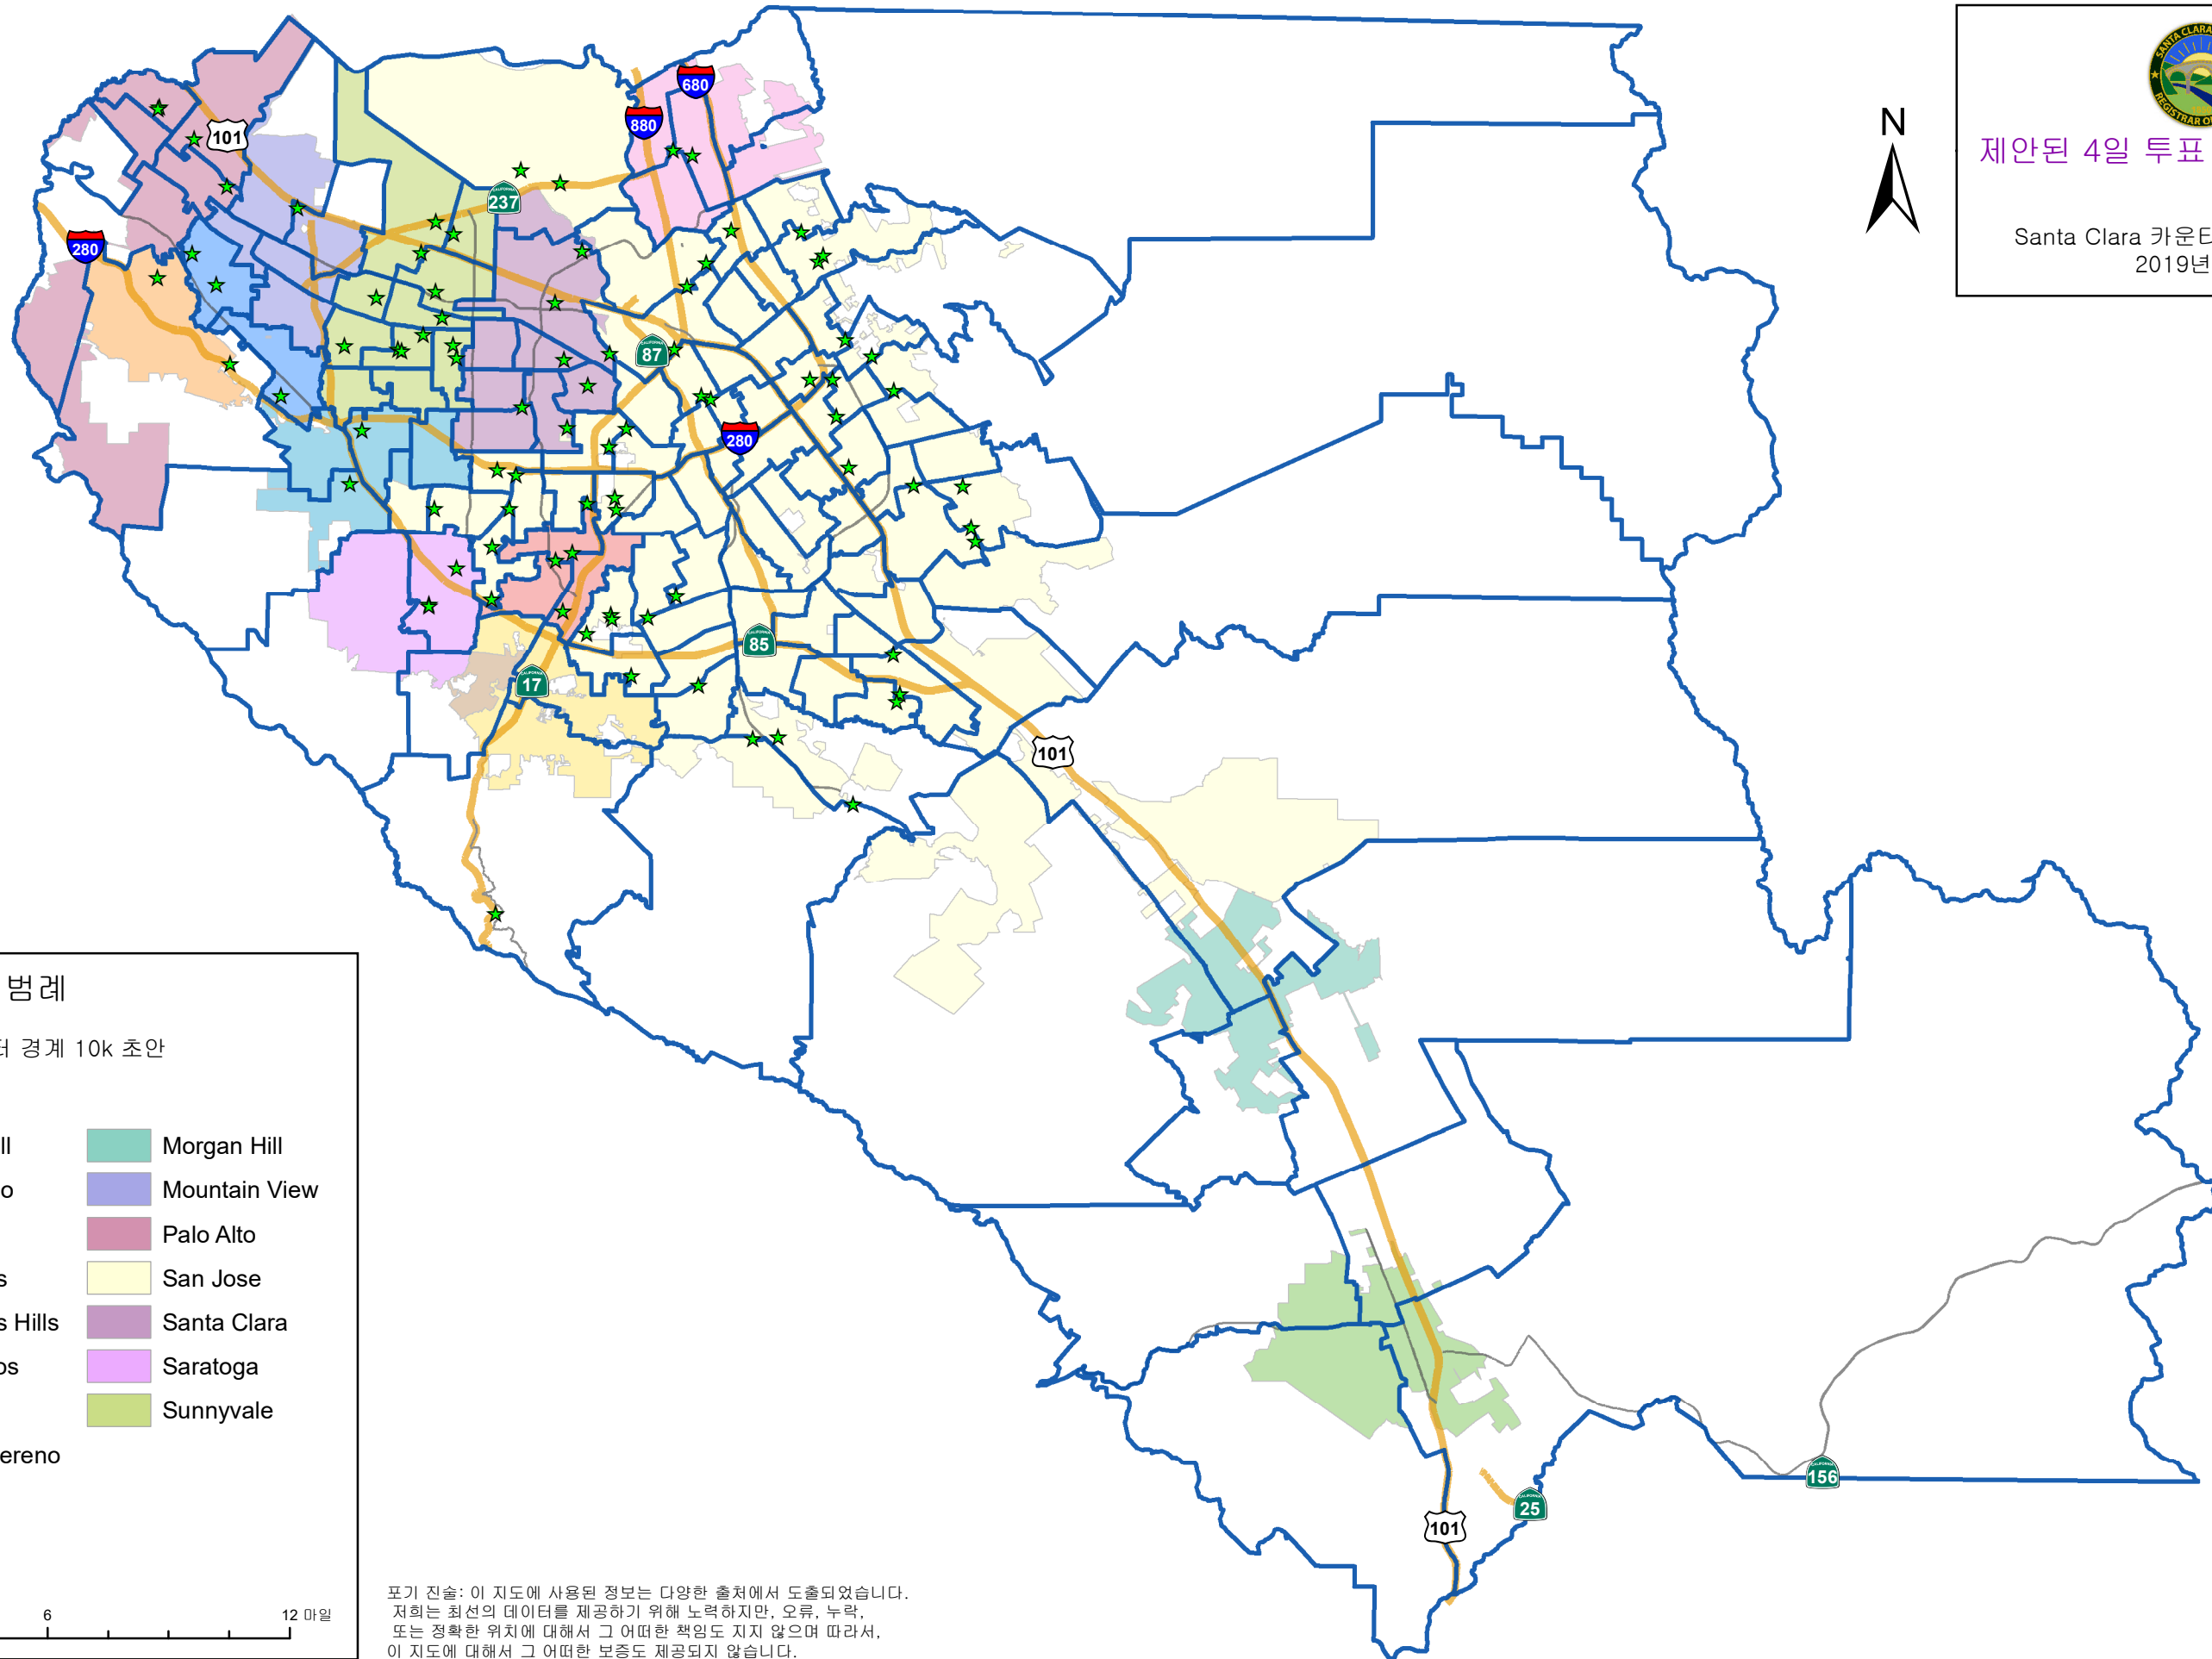 SANTA CLARA
REGISTRAR O
제안된 4일 투표
Santa Clara 카운티
2019년
N
680
880
101
237
280
87
280
85
17
101
156
25
101
범례
터 경계 10k 초안
ll
o
s
s Hills
os
ereno
Morgan Hill
Mountain View
Palo Alto
San Jose
Santa Clara
Saratoga
Sunnyvale
6
12 마일
포기 진술: 이 지도에 사용된 정보는 다양한 출처에서 도출되었습니다.
저희는 최선의 데이터를 제공하기 위해 노력하지만, 오류, 누락,
또는 정확한 위치에 대해서 그 어떠한 책임도 지지 않으며 따라서,
이 지도에 대해서 그 어떠한 보증도 제공되지 않습니다.